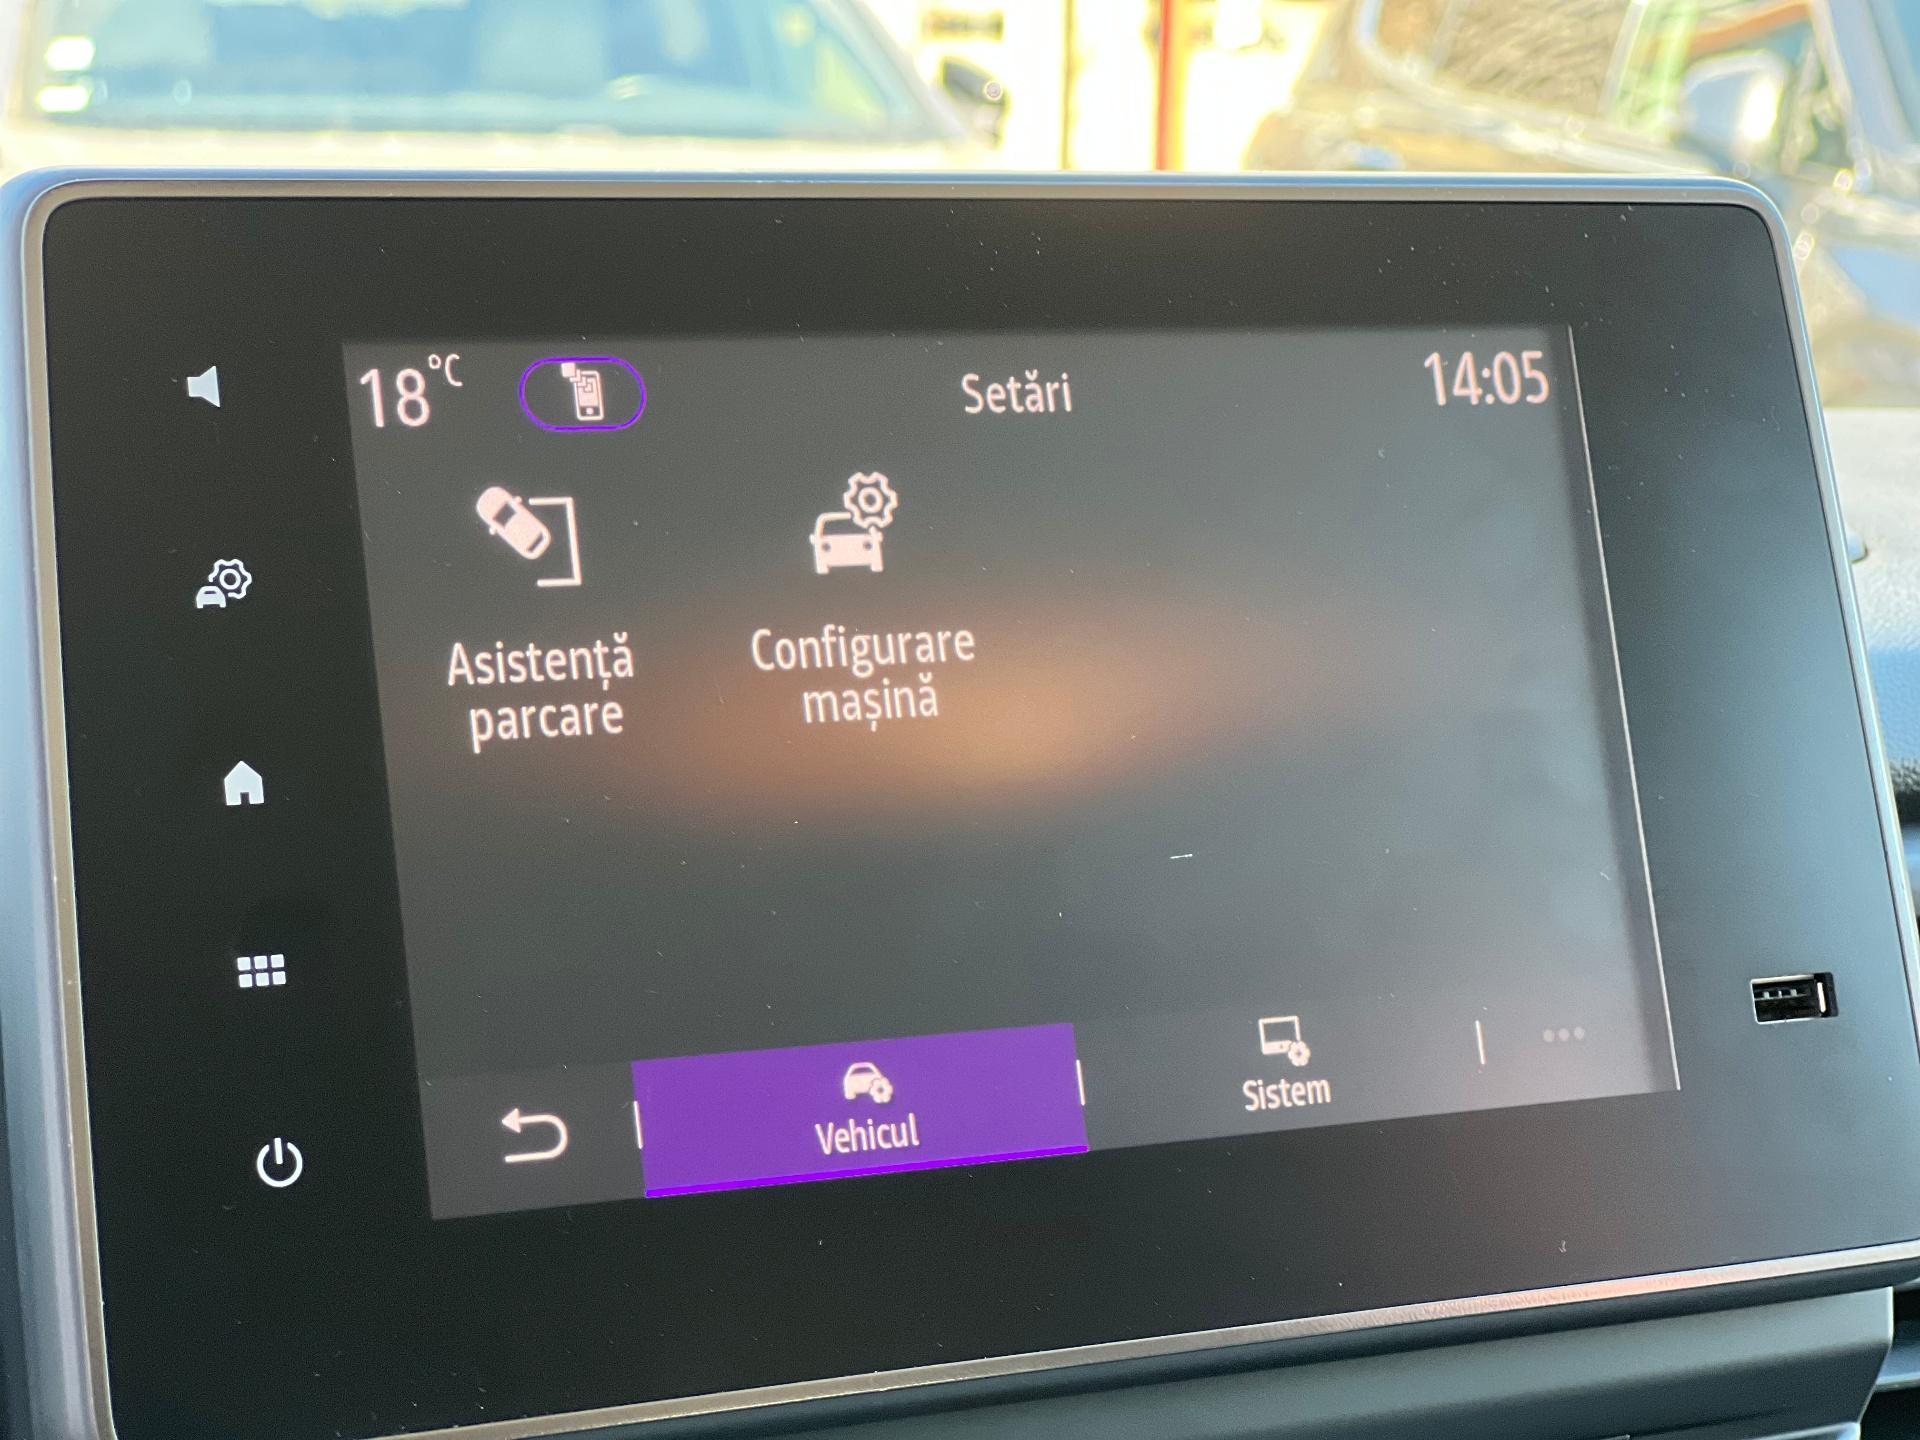 18°C
Setări
14:05
Asistență
parcare
Configurare
mașină
Vehicul
Sistem